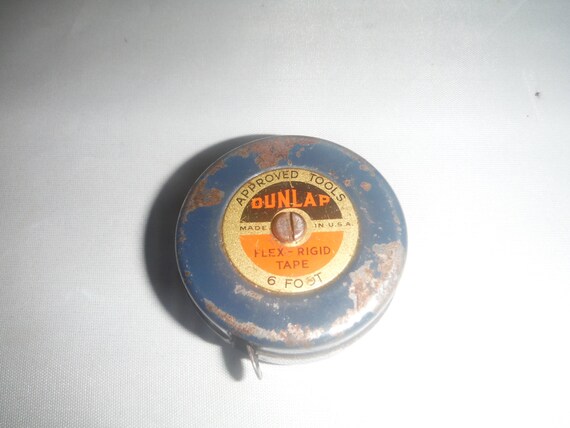 APPROVED TOOLS
DUNLAP
MADE IN U.S.A.
FLEX-RIGID
TAPE
6 FOOT